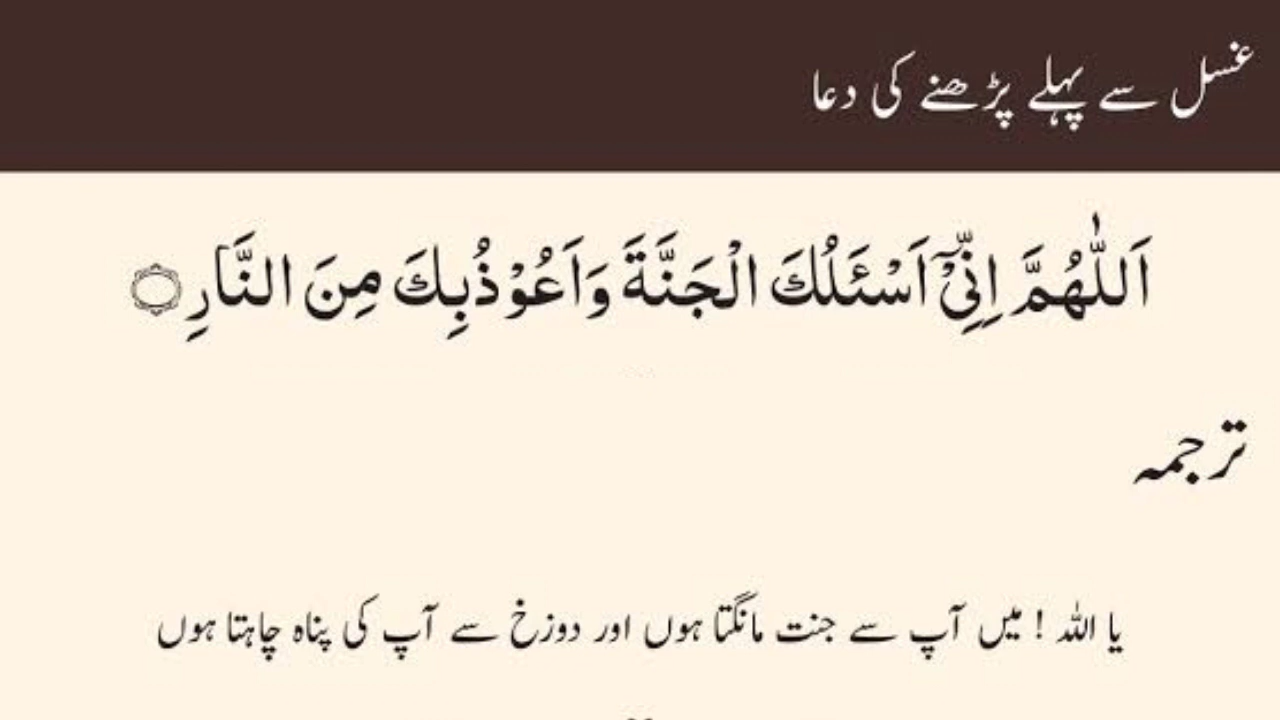 غسل سے پہلے پڑھنے کی دعا
اَللّٰهُمَّ اِنِّیْۤ اَسْئَلُكَ الْجَنَّةَ وَاَعُوْذُبِكَ مِنَ النَّارِ ۝
ترجمہ
یا اللہ ! میں آپ سے جنت مانگتا ہوں اور دوزخ سے آپ کی پناہ چاہتا ہوں